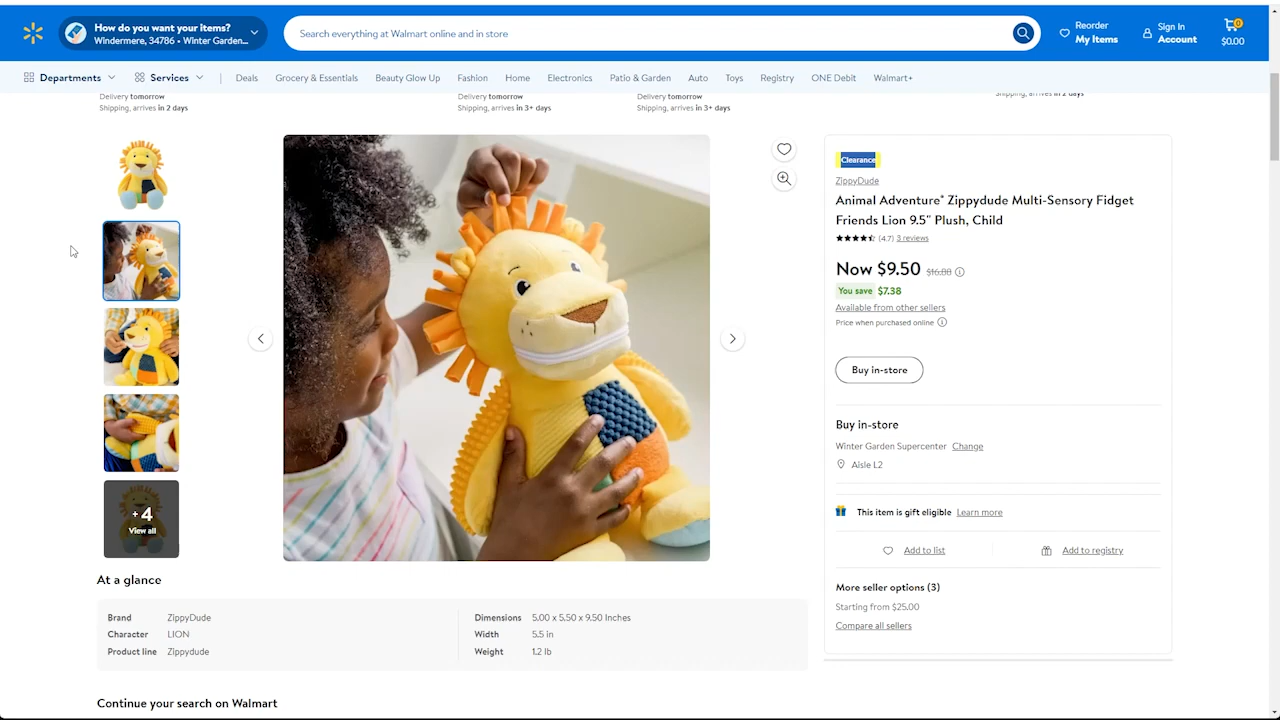 How do you want your items?
Windermere, 34786 • Winter Garden...
Search everything at Walmart online and in store
Reorder
My Items
Sign In
Account
0
$0.00
Departments
Services
Deals
Grocery & Essentials
Beauty Glow Up
Fashion
Home
Electronics
Patio & Garden
Auto
Toys
Registry
ONE Debit
Walmart+
Delivery tomorrow
Shipping, arrives in 2 days
Delivery tomorrow
Shipping, arrives in 3+ days
Delivery tomorrow
Shipping, arrives in 3+ days
Shipping, arrives in 2 days
+4
View all
Clearance
ZippyDude
Animal Adventure® Zippydude Multi-Sensory Fidget
Friends Lion 9.5" Plush, Child
(4.7) 3 reviews
Now $9.50 $16.88
You save $7.38
Available from other sellers
Price when purchased online
Buy in-store
Buy in-store
Winter Garden Supercenter Change
Aisle L2
This item is gift eligible Learn more
Add to list
Add to registry
More seller options (3)
Starting from $25.00
Compare all sellers
At a glance
Brand ZippyDude
Character LION
Product line Zippydude
Dimensions 5.00 x 5.50 x 9.50 Inches
Width 5.5 in
Weight 1.2 lb
Continue your search on Walmart